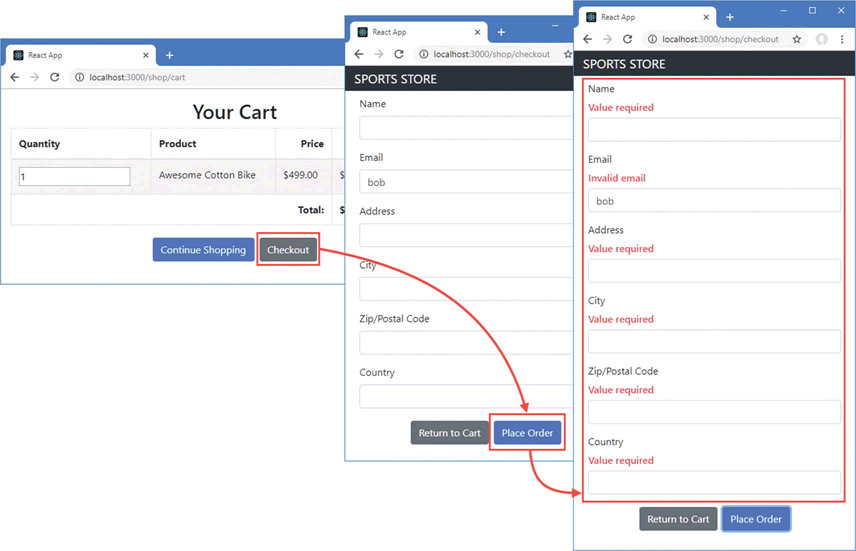 React App
localhost:3000/shop/cart
Your Cart
Quantity Product Price
1 Awesome Cotton Bike $499.00 $
Total: $
Continue Shopping Checkout
React App
localhost:3000/shop/checkout
SPORTS STORE
Name
Email
bob
Address
City
Zip/Postal Code
Country
Return to Cart Place Order
React App
localhost:3000/shop/checkout
SPORTS STORE
Name
Value required
Email
Invalid email
bob
Address
Value required
City
Value required
Zip/Postal Code
Value required
Country
Value required
Return to Cart Place Order